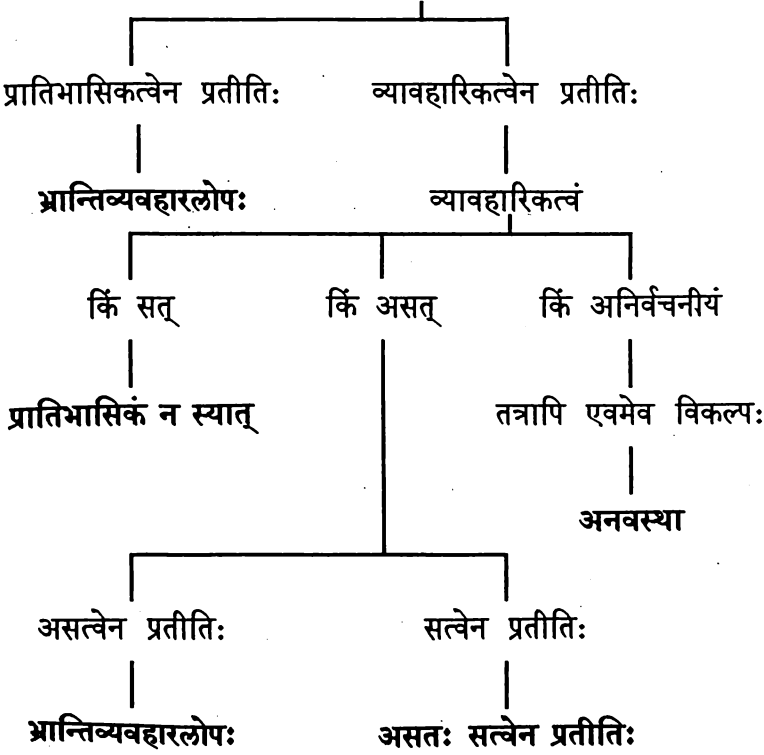 प्रातिभासिकत्वेन प्रतीतिः व्यावहारिकत्वेन प्रतीतिः
भ्रान्तिव्यवहारलोपः व्यावहारिकत्वं
किं सत् किं असत् किं अनिर्वचनीयं
प्रातिभासिकं न स्यात् तत्रापि एवमेव विकल्पः
अनवस्था
असत्वेन प्रतीतिः सत्वेन प्रतीतिः
भ्रान्तिव्यवहारलोपः असतः सत्वेन प्रतीतिः